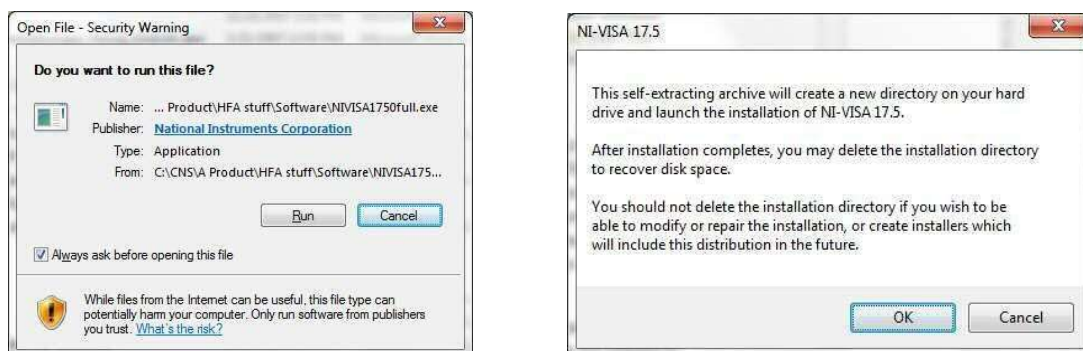 Open File - Security Warning
Do you want to run this file?
Name: ... Product\HFA stuff\Software\NIVISA1750full.exe
Publisher: National Instruments Corporation
Type: Application
From: C:\CNS\A Product\HFA stuff\Software\NIVISA175...
Run Cancel
Always ask before opening this file
While files from the Internet can be useful, this file type can
potentially harm your computer. Only run software from publishers
you trust. What's the risk?
NI-VISA 17.5
This self-extracting archive will create a new directory on your hard
drive and launch the installation of NI-VISA 17.5.
After installation completes, you may delete the installation directory
to recover disk space.
You should not delete the installation directory if you wish to be
able to modify or repair the installation, or create installers which
will include this distribution in the future.
OK Cancel